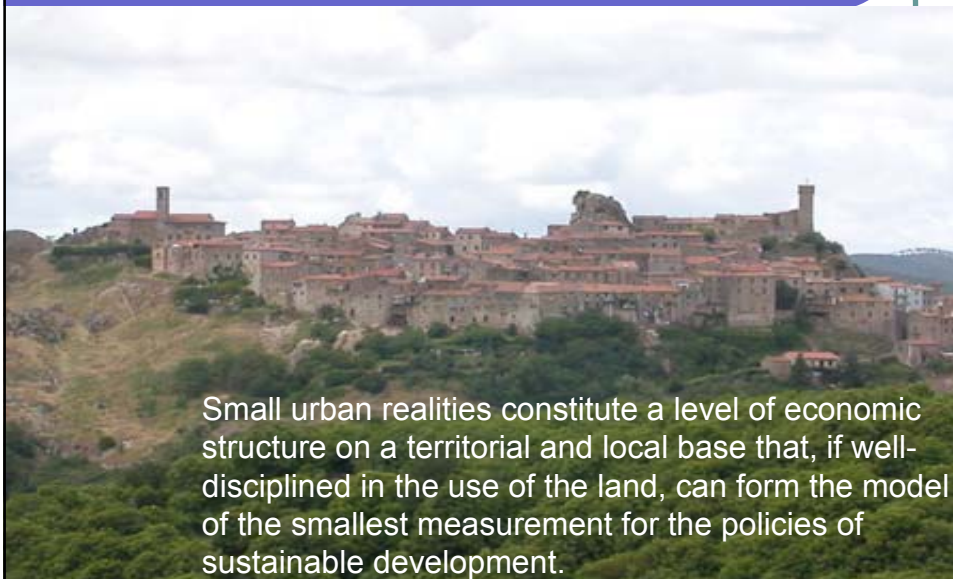 Small urban realities constitute a level of economic
structure on a territorial and local base that, if well-
disciplined in the use of the land, can form the model
of the smallest measurement for the policies of
sustainable development.